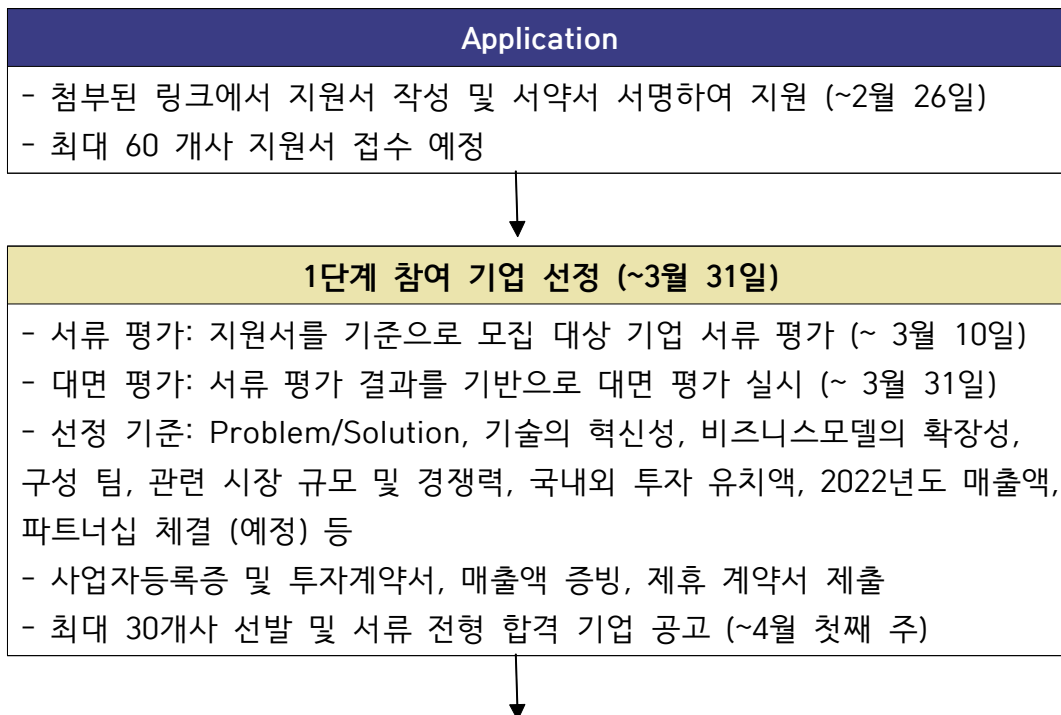 Application
- 첨부된 링크에서 지원서 작성 및 서약서 서명하여 지원 (~2월 26일)
- 최대 60 개사 지원서 접수 예정
1단계 참여 기업 선정 (~3월 31일)
- 서류 평가: 지원서를 기준으로 모집 대상 기업 서류 평가 (~ 3월 10일)
- 대면 평가: 서류 평가 결과를 기반으로 대면 평가 실시 (~ 3월 31일)
- 선정 기준: Problem/Solution, 기술의 혁신성, 비즈니스모델의 확장성,
구성 팀, 관련 시장 규모 및 경쟁력, 국내외 투자 유치액, 2022년도 매출액,
파트너십 체결 (예정) 등
- 사업자등록증 및 투자계약서, 매출액 증빙, 제휴 계약서 제출
- 최대 30개사 선발 및 서류 전형 합격 기업 공고 (~4월 첫째 주)